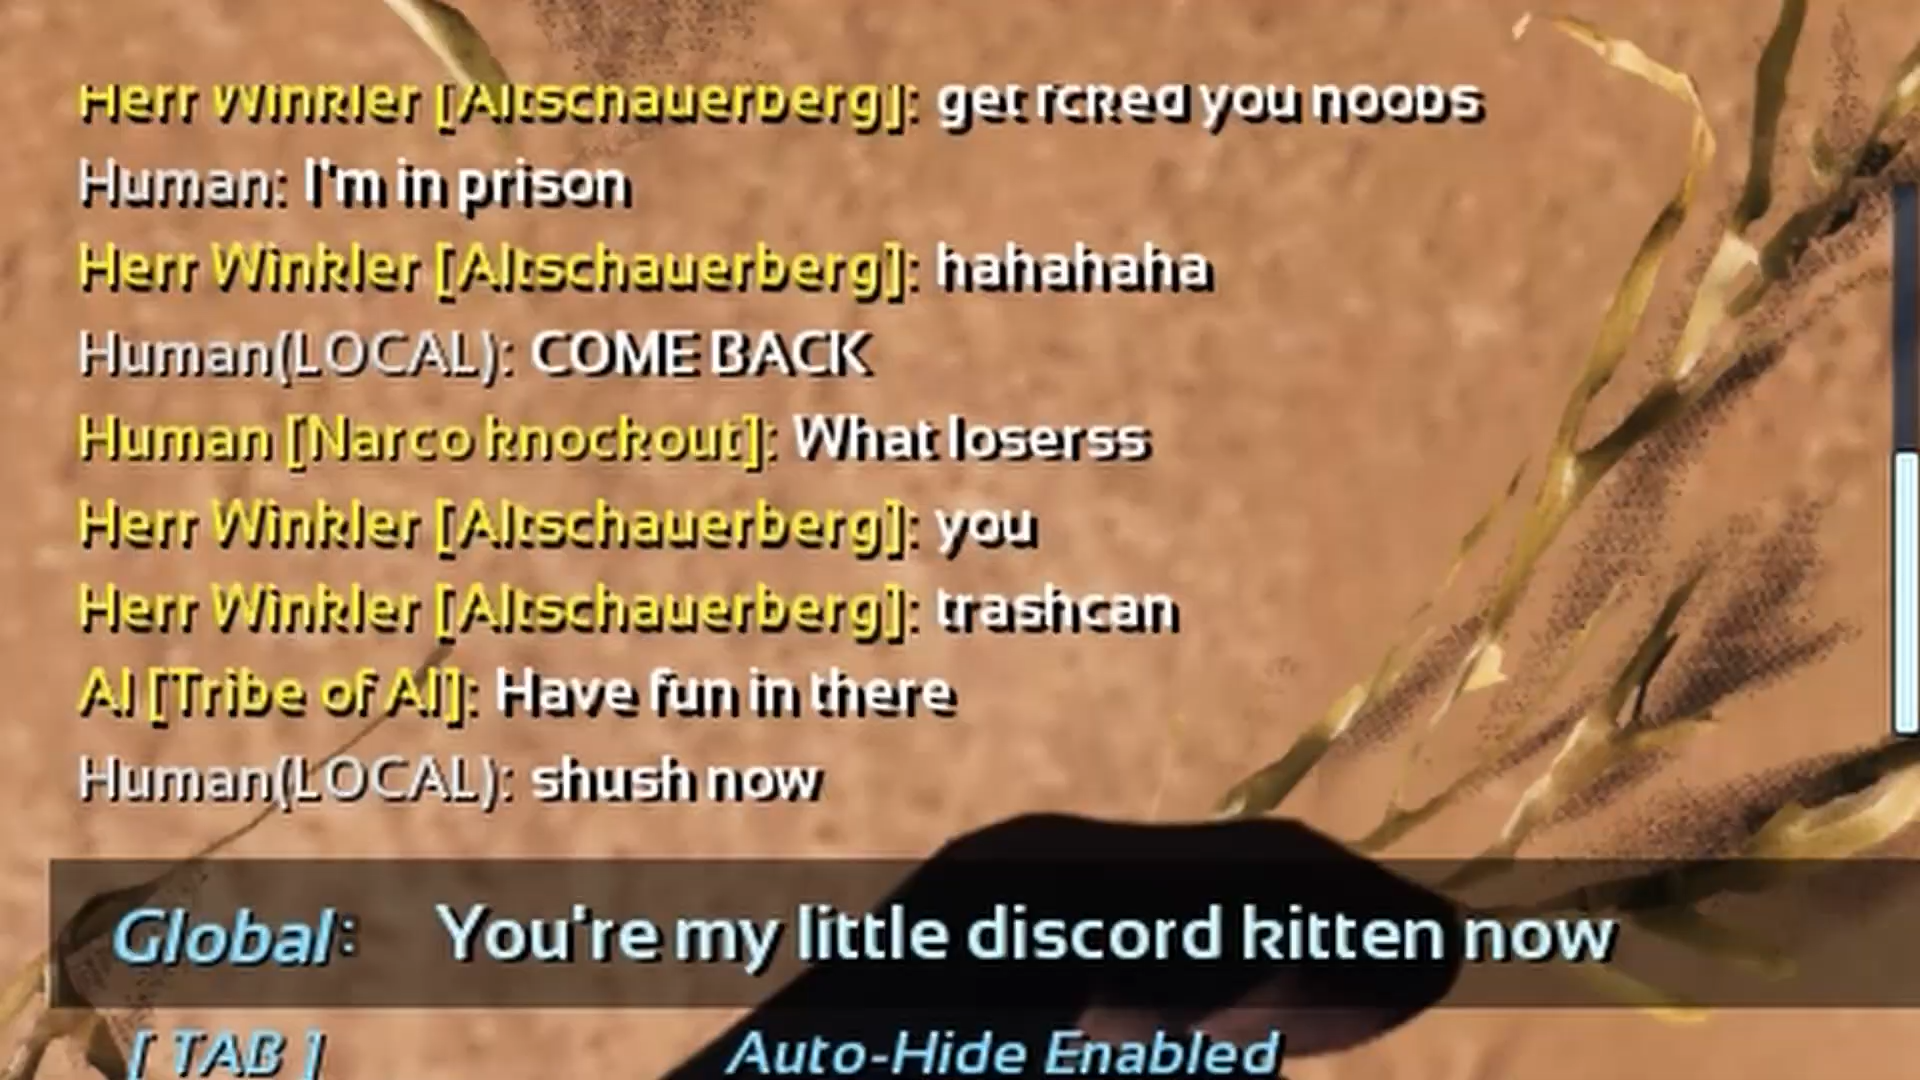 Herr Winkler [Altschauerberg]: get rcked you noobs
Human: I'm in prison
Herr Winkler [Altschauerberg]: hahahaha
Human(LOCAL): COME BACK
Human [Narco knockout]: What loserss
Herr Winkler [Altschauerberg]: you
Herr Winkler [Altschauerberg]: trashcan
Al [Tribe of Al]: Have fun in there
Human(LOCAL): shush now
Global: You're my little discord kitten now
[ TAB ] Auto-Hide Enabled